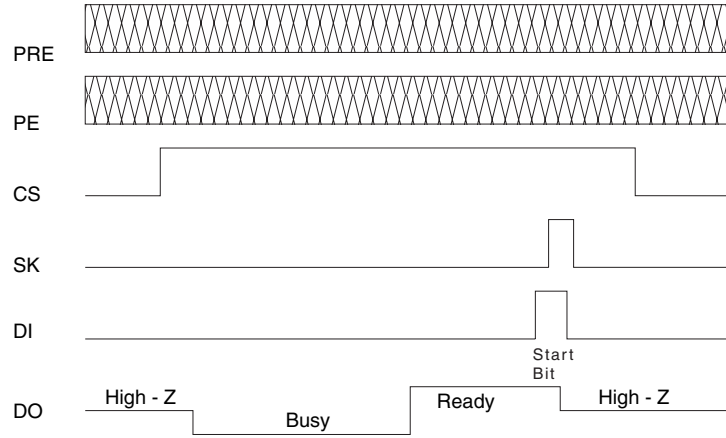 PRE
PE
CS
SK
DI
Start
Bit
DO
High - Z
Busy
Ready
High - Z